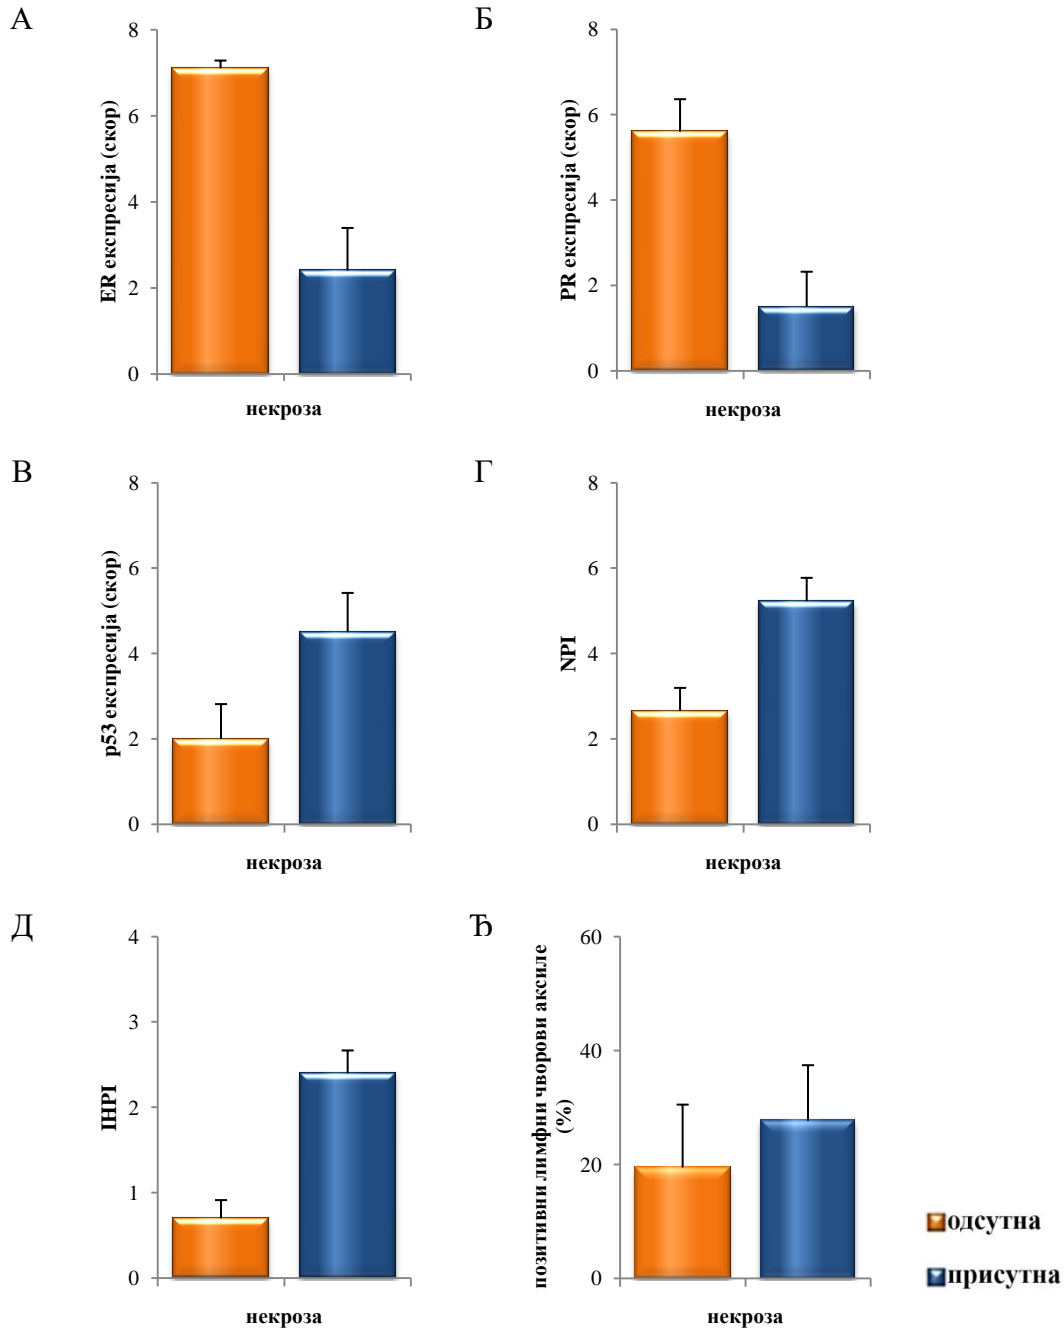 А
ER експресија (скор)
8
6
4
2
0
некроза
Б
PR експресија (скор)
8
6
4
2
0
некроза
В
p53 експресија (скор)
8
6
4
2
0
некроза
Г
NPI
8
6
4
2
0
некроза
Д
IHPI
4
3
2
1
0
некроза
Ђ
позитивни лимфни чворови аксиле
(%)
60
40
20
0
некроза
одсутна
присутна